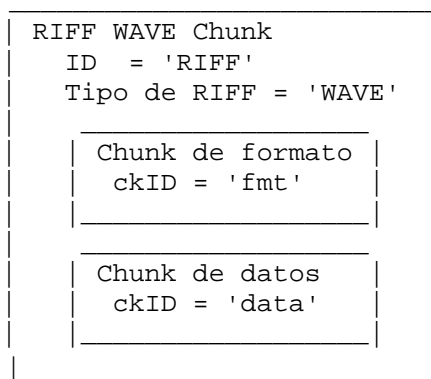 RIFF WAVE Chunk
ID = 'RIFF'
Tipo de RIFF = 'WAVE'
Chunk de formato
ckID = 'fmt'
Chunk de datos
ckID = 'data'